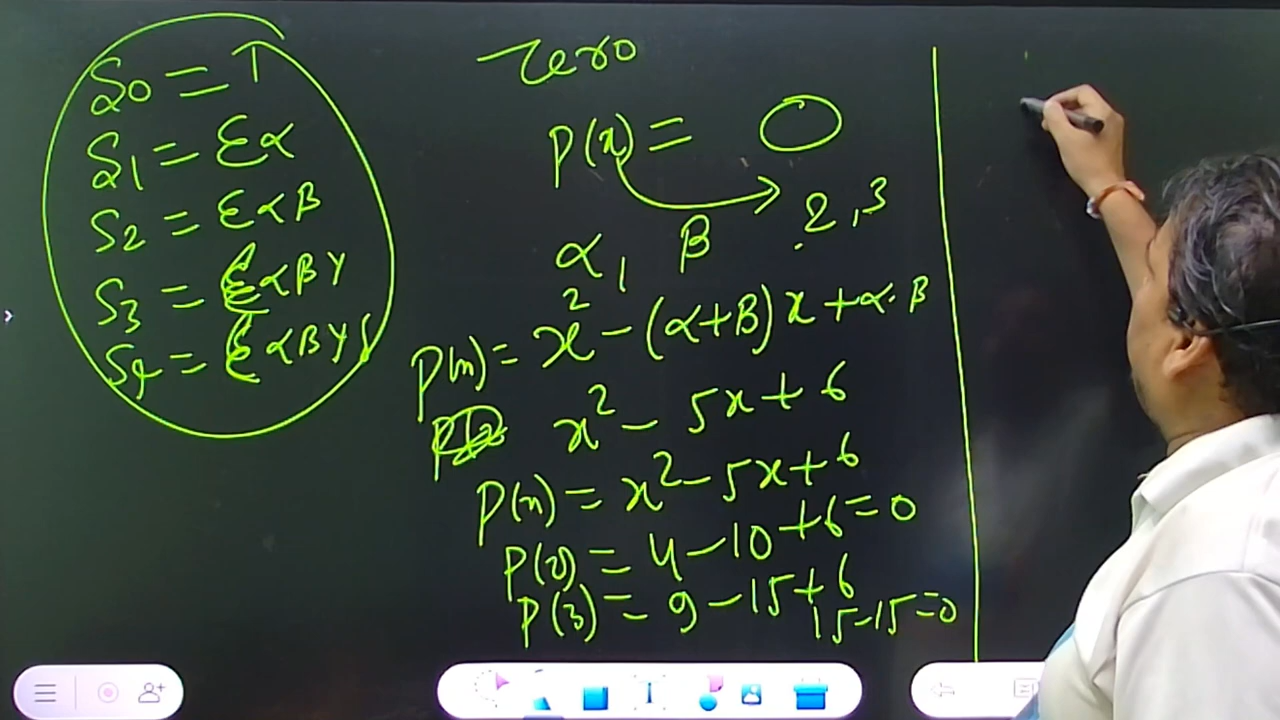 S0 = 1
S1 = Σα
S2 = Σαβ
S3 = Σαβγ
S4 = Σαβγδ
Zero
P(x) = 0
α, β 2,3
P(x) = x² - (α+β)x + α.β
x² - 5x + 6
P(x) = x² - 5x + 6
P(2) = 4 - 10 + 6 = 0
P(3) = 9 - 15 + 6
15 - 15 = 0